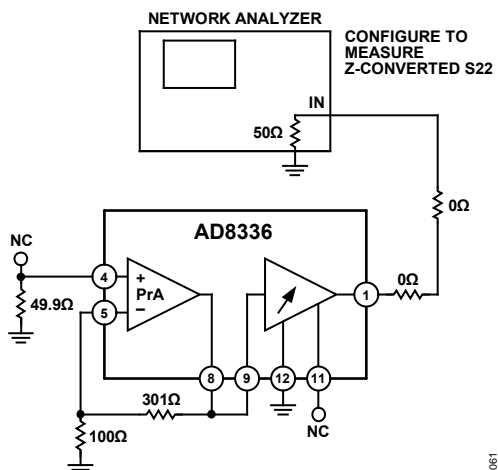 NETWORK ANALYZER
CONFIGURE TO
MEASURE
Z-CONVERTED S22
IN
50Ω
0Ω
AD8336
NC
0Ω
4
+
PrA
1
49.9Ω
5
−
8
9
12
11
301Ω
100Ω
NC
061